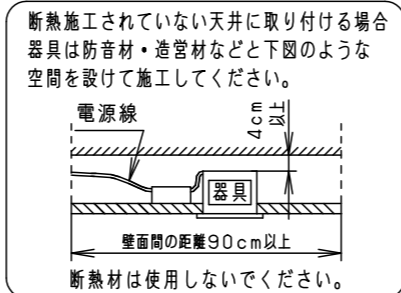 断熱施工されていない天井に取り付ける場合
器具は防音材・造営材などと下図のような
空間を設けて施工してください。
電源線
4cm以上
器具
壁面間の距離90cm以上
断熱材は使用しないでください。